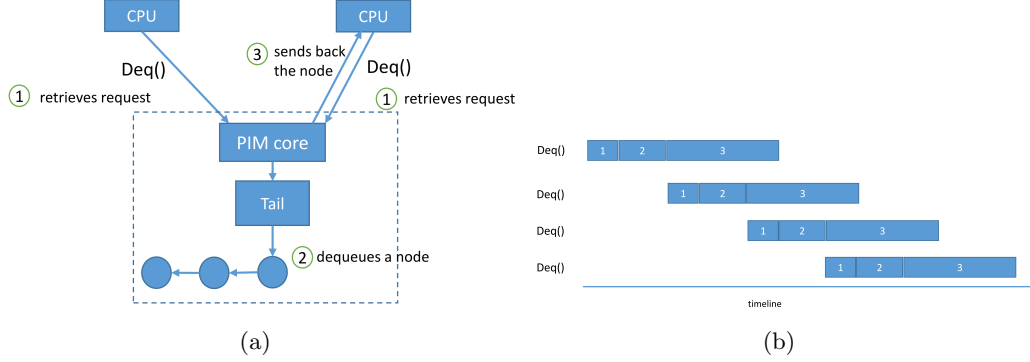 CPU
CPU
3 sends back
the node
Deq()
Deq()
1 retrieves request
1 retrieves request
PIM core
Tail
2 dequeues a node
(a)
Deq() 1 2 3
Deq() 1 2 3
Deq() 1 2 3
Deq() 1 2 3
timeline
(b)